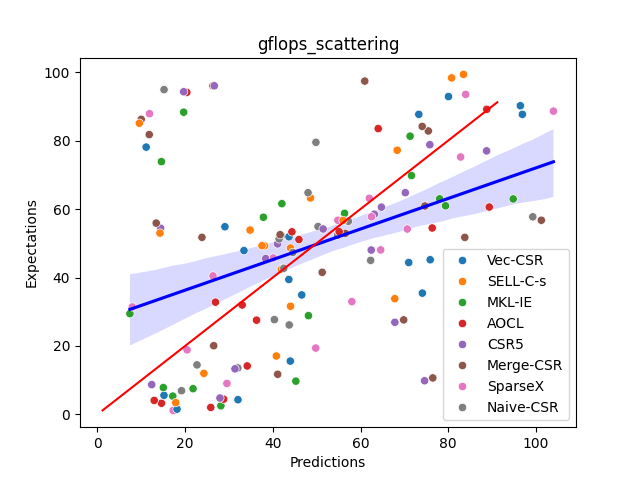 gflops_scattering
Expectations
100
80
60
40
20
0
0 20 40 60 80 100
Predictions
Vec-CSR
SELL-C-s
MKL-IE
AOCL
CSR5
Merge-CSR
SparseX
Naive-CSR